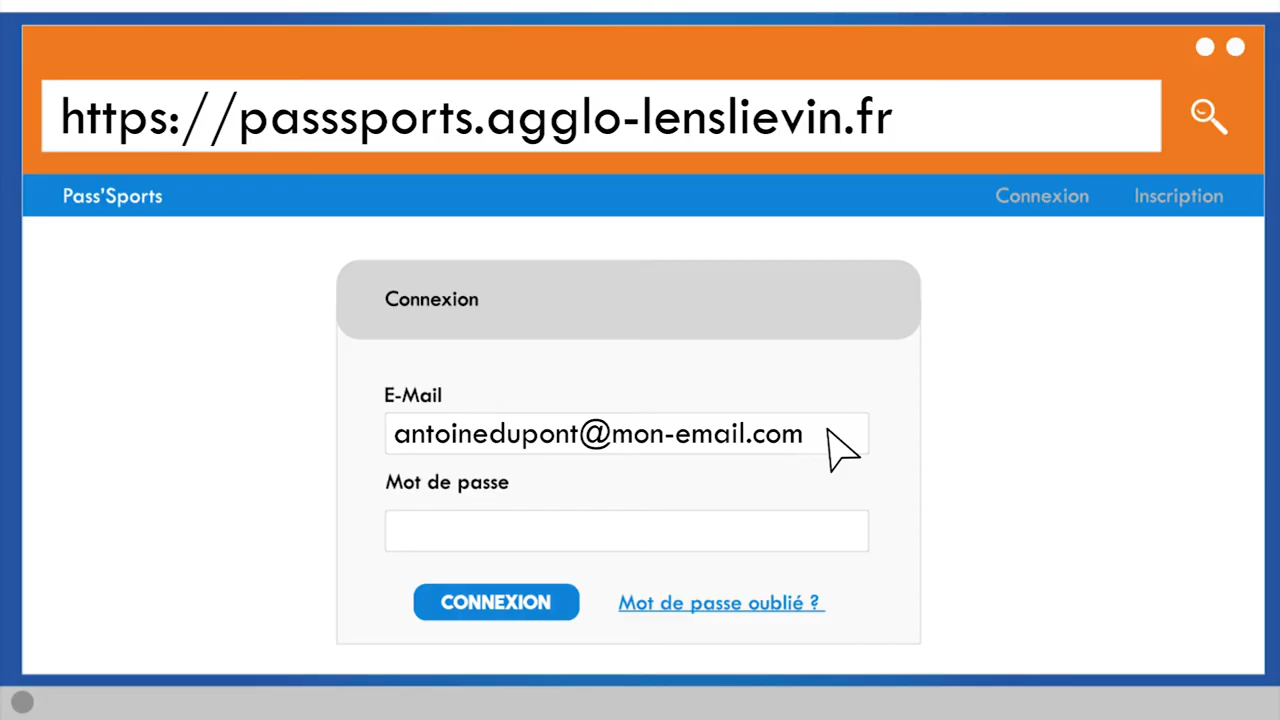 https://passsports.agglo-lenslievin.fr
Pass'Sports Connexion Inscription
Connexion
E-Mail
antoinedupont@mon-email.com
Mot de passe
CONNEXION Mot de passe oublié ?